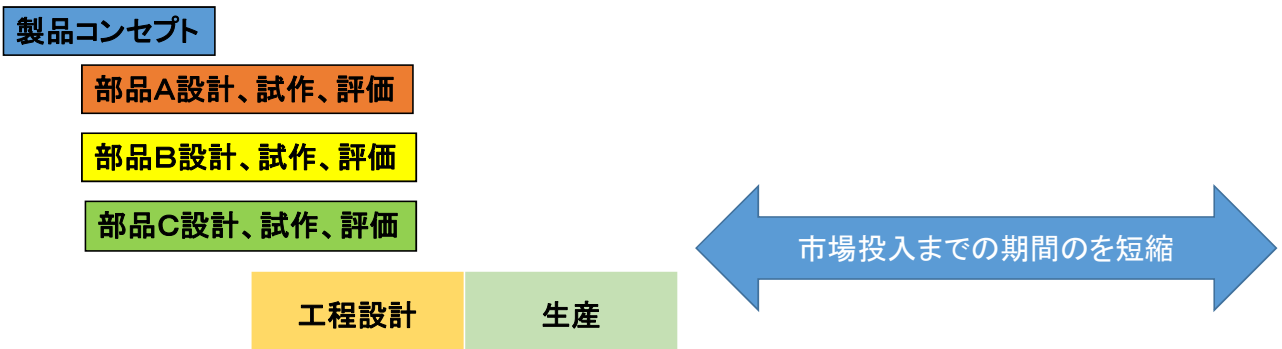 製品コンセプト
部品A設計、試作、評価
部品B設計、試作、評価
部品C設計、試作、評価
市場投入までの期間のを短縮
工程設計
生産